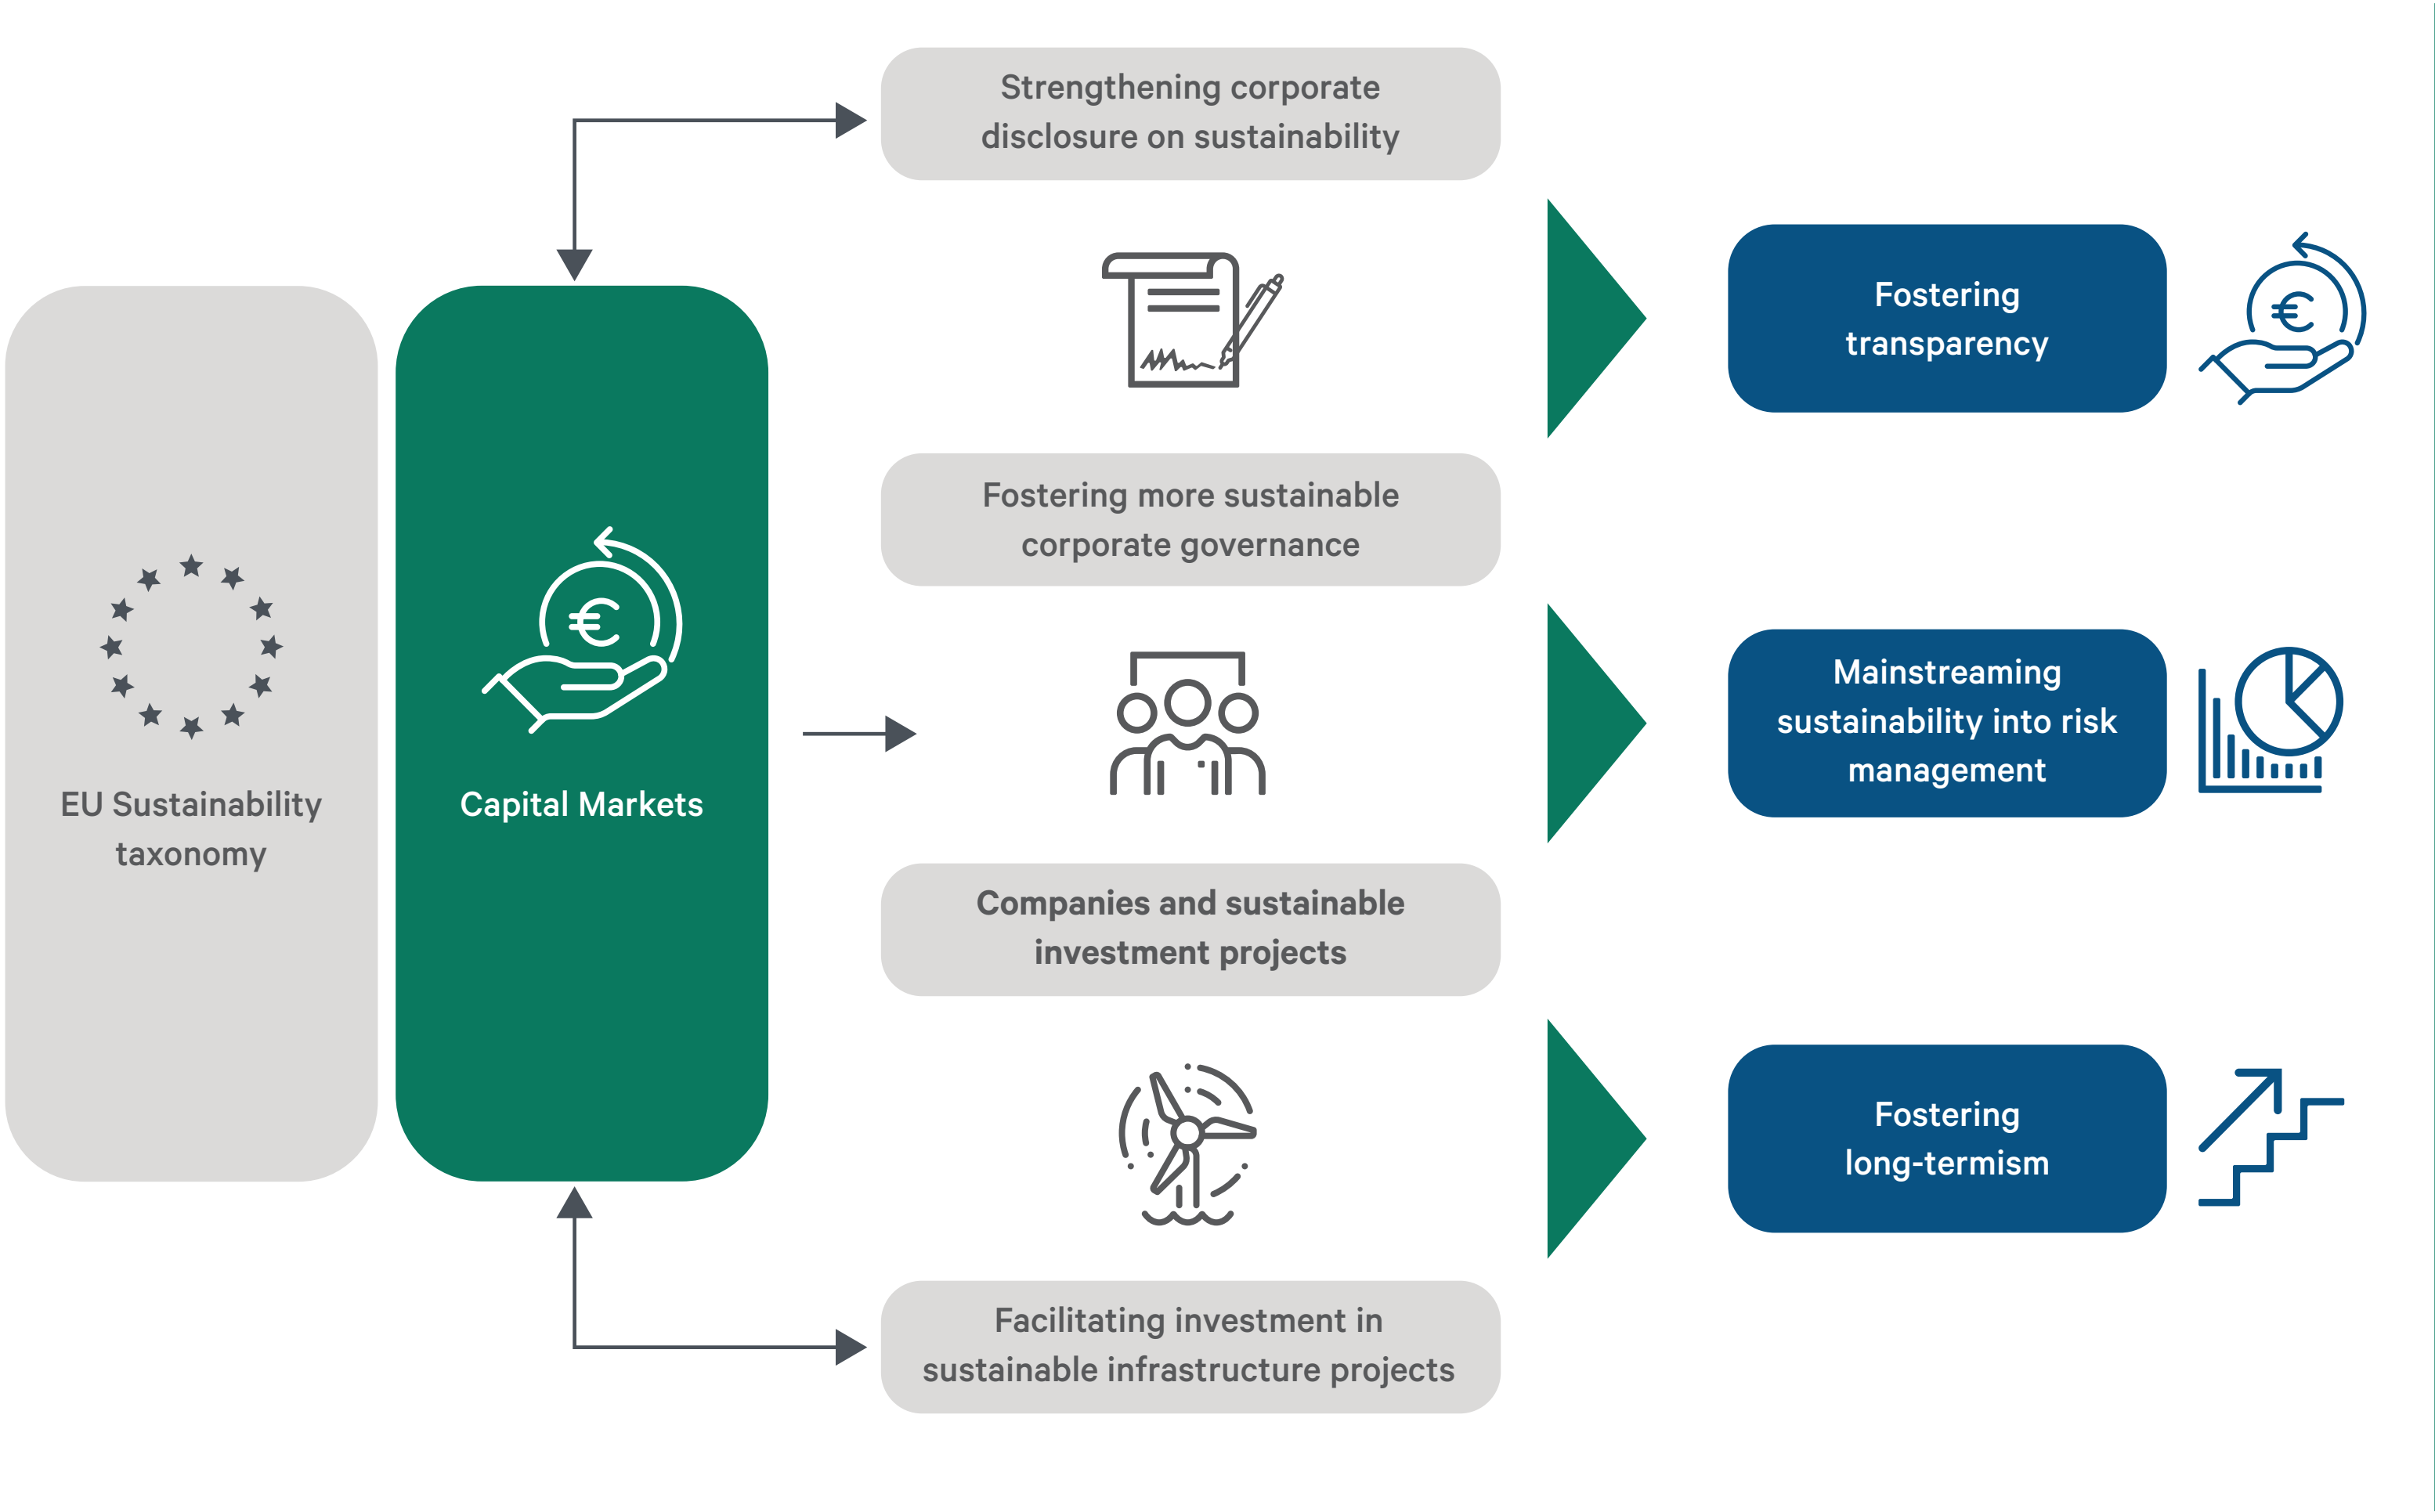 EU Sustainability
taxonomy
Capital Markets
Strengthening corporate
disclosure on sustainability
Fostering more sustainable
corporate governance
Companies and sustainable
investment projects
Facilitating investment in
sustainable infrastructure projects
Fostering
transparency
Mainstreaming
sustainability into risk
management
Fostering
long-termism